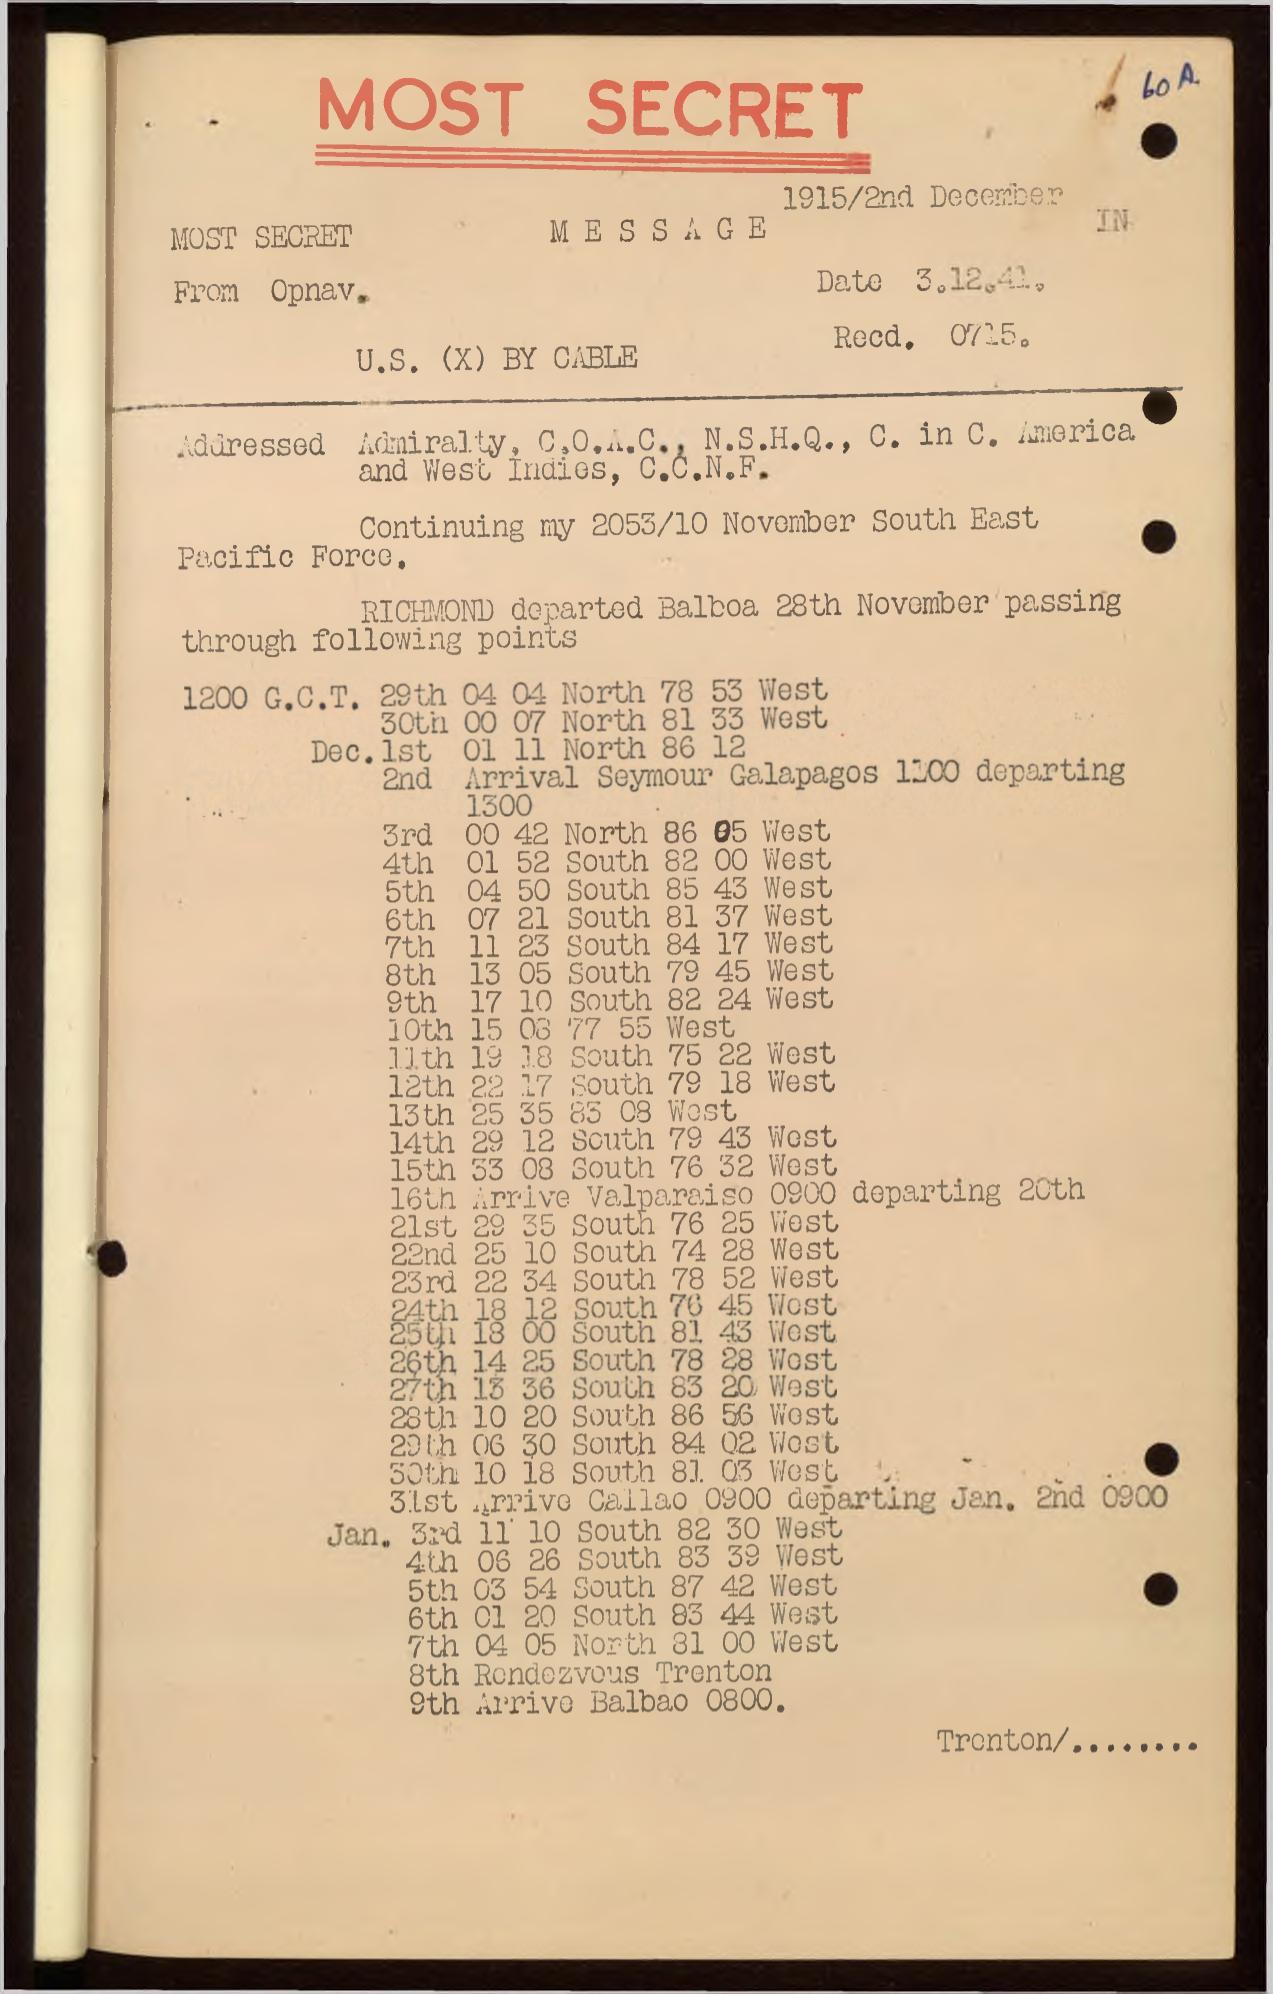 60 A.
MOST SECRET
1915/2nd December
MOST SECRET M E S S A G E IN
From Opnav. Date 3.12.41.
Recd. 0715.
U.S. (X) BY CABLE
Addressed Admiralty, C.O.A.C., N.S.H.Q., C. in C. America
and West Indies, C.C.N.F.
Continuing my 2053/10 November South East
Pacific Force.
RICHMOND departed Balboa 28th November passing
through following points
1200 G.C.T. 29th 04 04 North 78 53 West
30th 00 07 North 81 33 West
Dec. 1st 01 11 North 86 12
2nd Arrival Seymour Galapagos 1100 departing
1300
3rd 00 42 North 86 05 West
4th 01 52 South 82 00 West
5th 04 50 South 85 43 West
6th 07 21 South 81 37 West
7th 11 23 South 84 17 West
8th 13 05 South 79 45 West
9th 17 10 South 82 24 West
10th 15 03 77 55 West
11th 19 18 South 75 22 West
12th 22 17 South 79 18 West
13th 25 35 83 08 West
14th 29 12 South 79 43 West
15th 33 08 South 76 32 West
16th Arrive Valparaiso 0900 departing 20th
21st 29 35 South 76 25 West
22nd 25 10 South 74 28 West
23rd 22 34 South 78 52 West
24th 18 12 South 76 45 West
25th 18 00 South 81 43 West
26th 14 25 South 78 28 West
27th 13 36 South 83 20 West
28th 10 20 South 86 56 West
29th 06 30 South 84 02 West
30th 10 18 South 81 03 West
31st Arrive Callao 0900 departing Jan. 2nd 0900
Jan. 3rd 11 10 South 82 30 West
4th 06 26 South 83 39 West
5th 03 54 South 87 42 West
6th 01 20 South 83 44 West
7th 04 05 North 81 00 West
8th Rendezvous Trenton
9th Arrive Balbao 0800.
Trenton/........